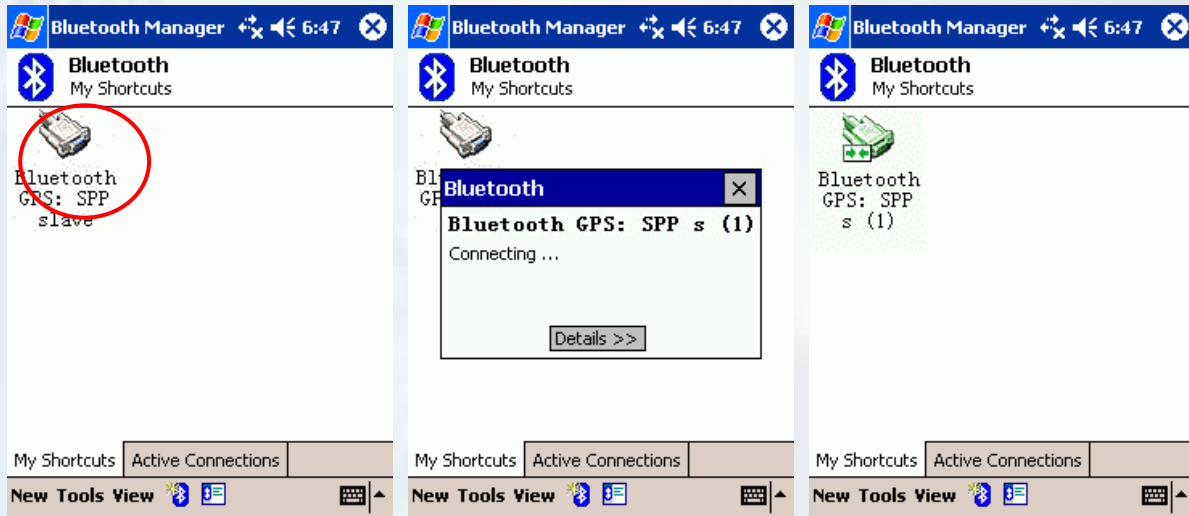 Bluetooth Manager 6:47
Bluetooth
My Shortcuts
Bluetooth
GPS: SPP
slave
My Shortcuts Active Connections
New Tools View
Bluetooth Manager 6:47
Bluetooth
My Shortcuts
Bluetooth
Bluetooth GPS: SPP s (1)
Connecting ...
Details >>
My Shortcuts Active Connections
New Tools View
Bluetooth Manager 6:47
Bluetooth
My Shortcuts
Bluetooth
GPS: SPP
s (1)
My Shortcuts Active Connections
New Tools View